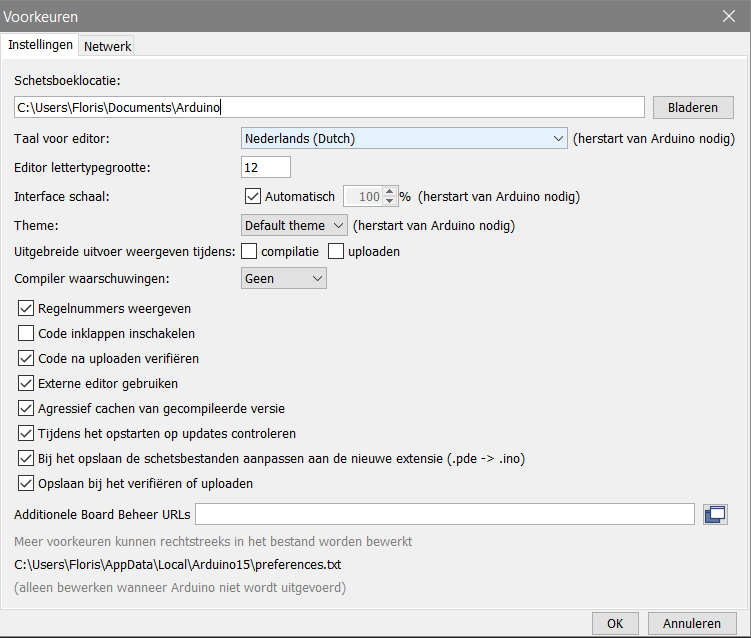 Voorkeuren
Instellingen Netwerk
Schetsboeklocatie:
C:\Users\Floris\Documents\Arduino Bladeren
Taal voor editor: Nederlands (Dutch) (herstart van Arduino nodig)
Editor lettertypegrootte: 12
Interface schaal: Automatisch 100 % (herstart van Arduino nodig)
Theme: Default theme (herstart van Arduino nodig)
Uitgebreide uitvoer weergeven tijdens: compilatie uploaden
Compiler waarschuwingen: Geen
Regelnummers weergeven
Code inklappen inschakelen
Code na uploaden verifiëren
Externe editor gebruiken
Agressief cachen van gecompileerde versie
Tijdens het opstarten op updates controleren
Bij het opslaan de schetsbestanden aanpassen aan de nieuwe extensie (.pde -> .ino)
Opslaan bij het verifiëren of uploaden
Additionele Board Beheer URLs
Meer voorkeuren kunnen rechtstreeks in het bestand worden bewerkt
C:\Users\Floris\AppData\Local\Arduino15\preferences.txt
(alleen bewerken wanneer Arduino niet wordt uitgevoerd)
OK Annuleren